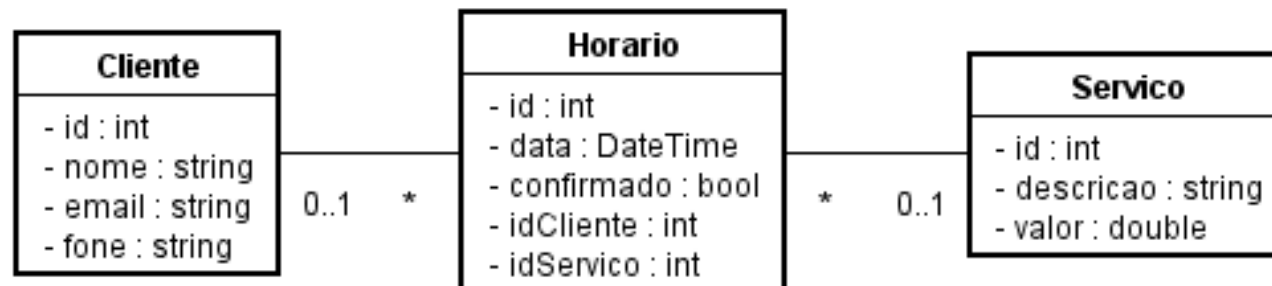 Cliente
- id : int
- nome : string
- email : string
- fone : string
0..1
*
Horario
- id : int
- data : DateTime
- confirmado : bool
- idCliente : int
- idServico : int
*
0..1
Servico
- id : int
- descricao : string
- valor : double